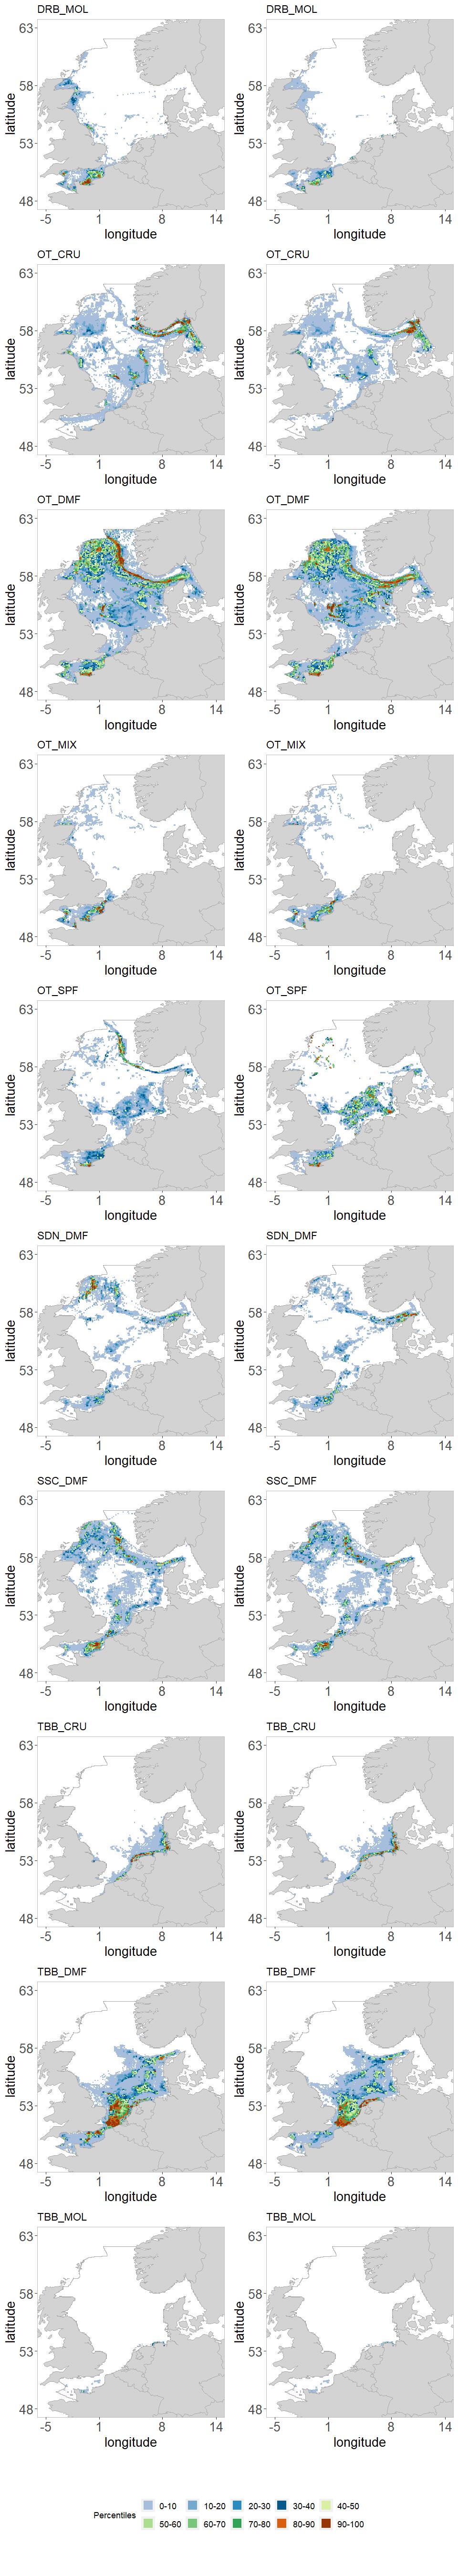 DRB_MOL DRB_MOL
63 63
58 58
53 53
48 48
latitude latitude
-5 1 8 14 -5 1 8 14
longitude longitude
OT_CRU OT_CRU
63 63
58 58
53 53
48 48
latitude latitude
-5 1 8 14 -5 1 8 14
longitude longitude
OT_DMF OT_DMF
63 63
58 58
53 53
48 48
latitude latitude
-5 1 8 14 -5 1 8 14
longitude longitude
OT_MIX OT_MIX
63 63
58 58
53 53
48 48
latitude latitude
-5 1 8 14 -5 1 8 14
longitude longitude
OT_SPF OT_SPF
63 63
58 58
53 53
48 48
latitude latitude
-5 1 8 14 -5 1 8 14
longitude longitude
SDN_DMF SDN_DMF
63 63
58 58
53 53
48 48
latitude latitude
-5 1 8 14 -5 1 8 14
longitude longitude
SSC_DMF SSC_DMF
63 63
58 58
53 53
48 48
latitude latitude
-5 1 8 14 -5 1 8 14
longitude longitude
TBB_CRU TBB_CRU
63 63
58 58
53 53
48 48
latitude latitude
-5 1 8 14 -5 1 8 14
longitude longitude
TBB_DMF TBB_DMF
63 63
58 58
53 53
48 48
latitude latitude
-5 1 8 14 -5 1 8 14
longitude longitude
TBB_MOL TBB_MOL
63 63
58 58
53 53
48 48
latitude latitude
-5 1 8 14 -5 1 8 14
longitude longitude
Percentiles
0-10 10-20 20-30 30-40 40-50
50-60 60-70 70-80 80-90 90-100